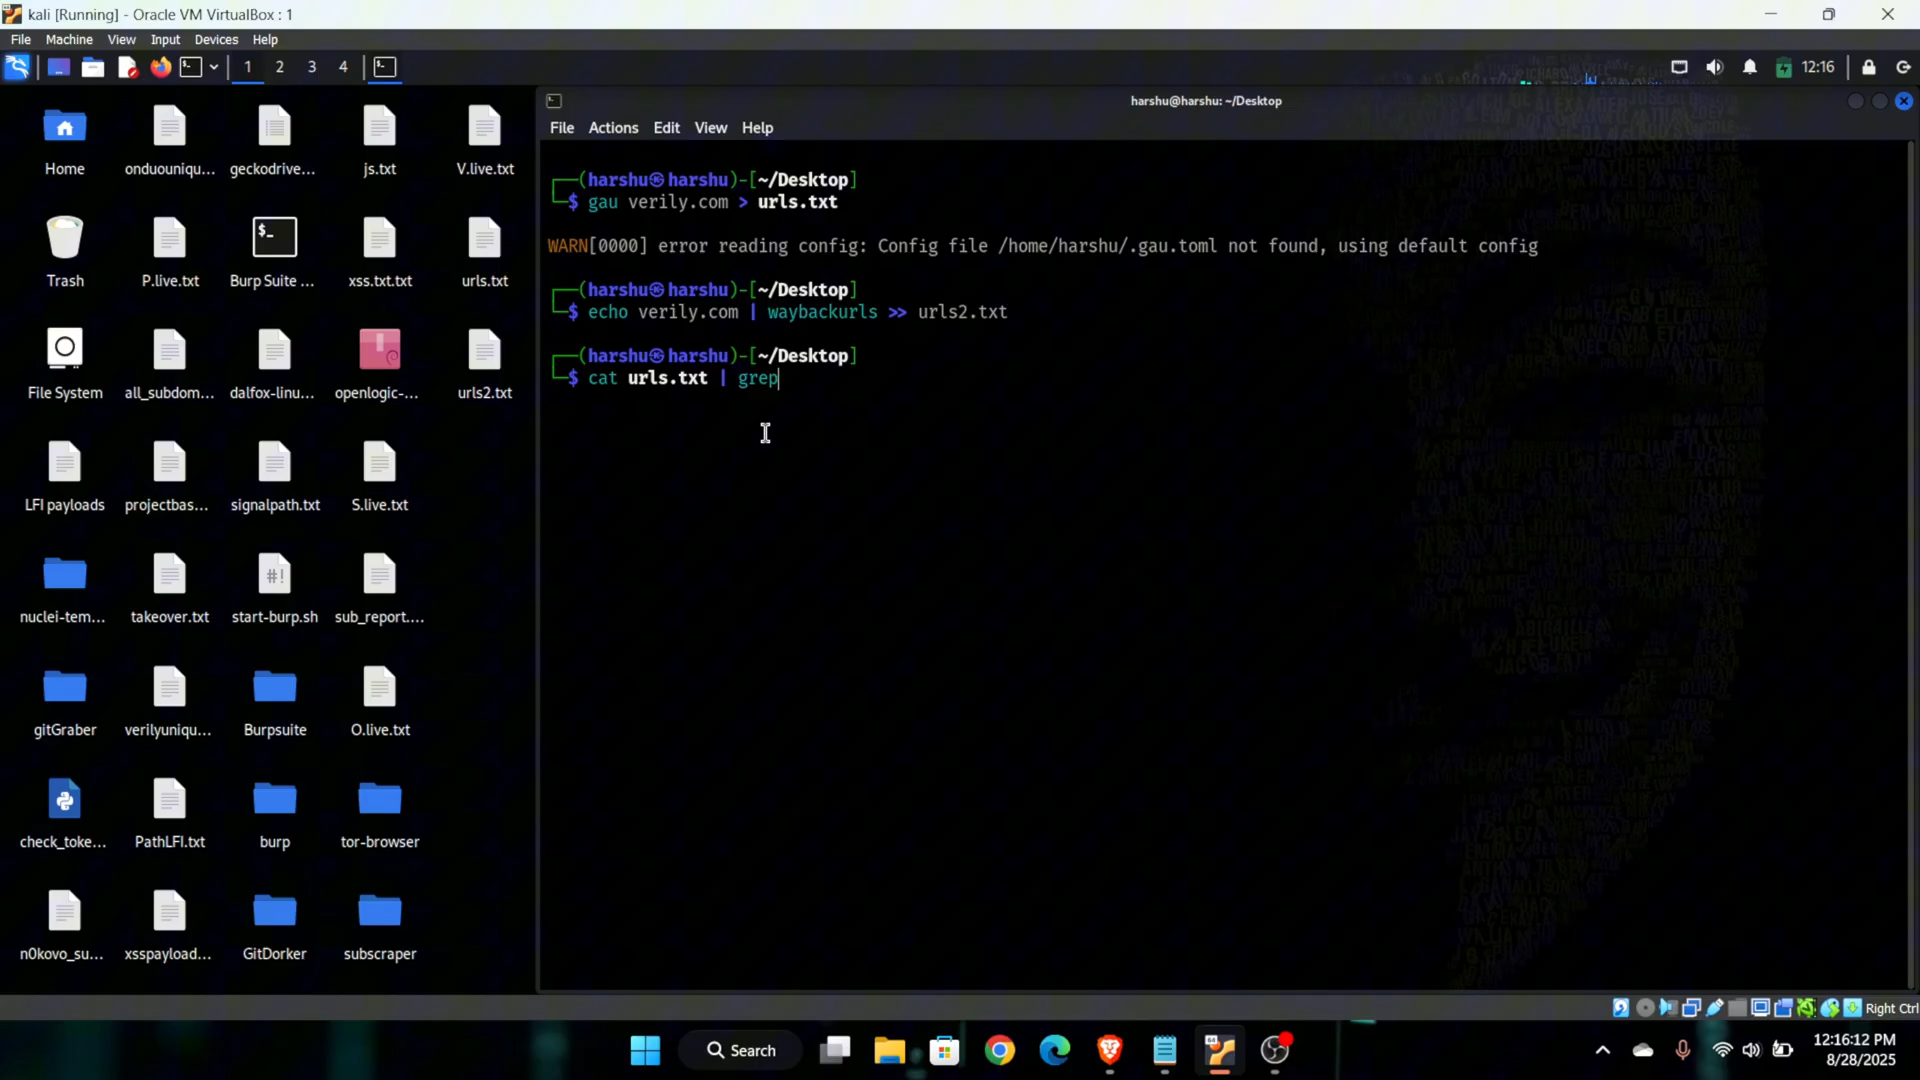 kali [Running] - Oracle VM VirtualBox : 1
File Machine View Input Devices Help
1 2 3 4
12:16
Home
onduouniqu...
geckodrive...
js.txt
V.live.txt
Trash
P.live.txt
Burp Suite ...
xss.txt.txt
urls.txt
File System
all_subdom...
dalfox-linu...
openlogic-...
urls2.txt
LFI payloads
projectbas...
signalpath.txt
S.live.txt
nuclei-tem...
takeover.txt
start-burp.sh
sub_report....
gitGraber
verilyuniqu...
Burpsuite
O.live.txt
check_toke...
PathLFI.txt
burp
tor-browser
n0kovo_su...
xsspayload...
GitDorker
subscraper
harshu@harshu: ~/Desktop
File Actions Edit View Help
┌──(harshu㉿harshu)-[~/Desktop]
└─$ gau verily.com > urls.txt
WARN[0000] error reading config: Config file /home/harshu/.gau.toml not found, using default config
┌──(harshu㉿harshu)-[~/Desktop]
└─$ echo verily.com | waybackurls >> urls2.txt
┌──(harshu㉿harshu)-[~/Desktop]
└─$ cat urls.txt | grep
Right Ctrl
Search
12:16:12 PM
8/28/2025